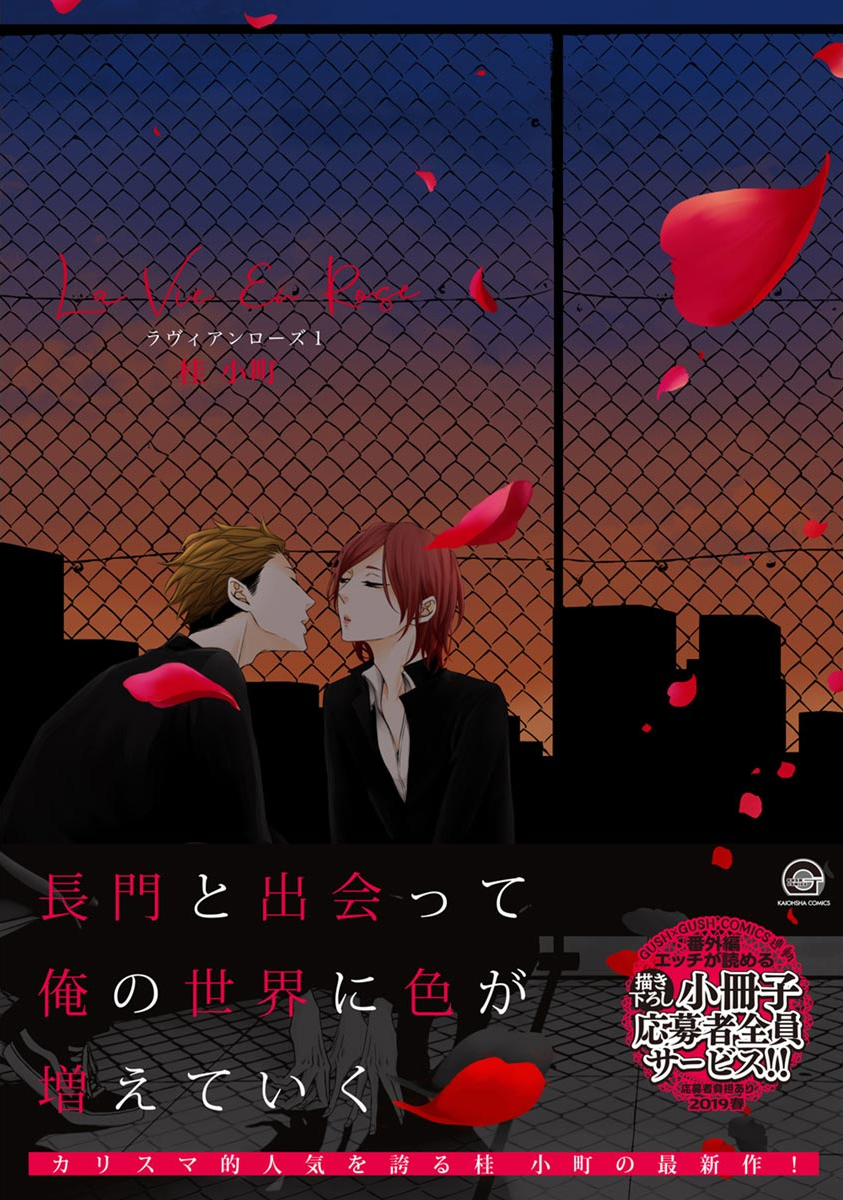 La Vie En Rose
ラヴィアンローズ1
桂 小町
長門と出会って
俺の世界に色が
増えていく
KAIOHSHA COMICS
GUSH×GUSH COMICS連動
番外編
エッチが読める
描き下ろし
小冊子
応募者全員
サービス!!
応募者負担あり
2019春
カリスマ的人気を誇る桂 小町の最新作!